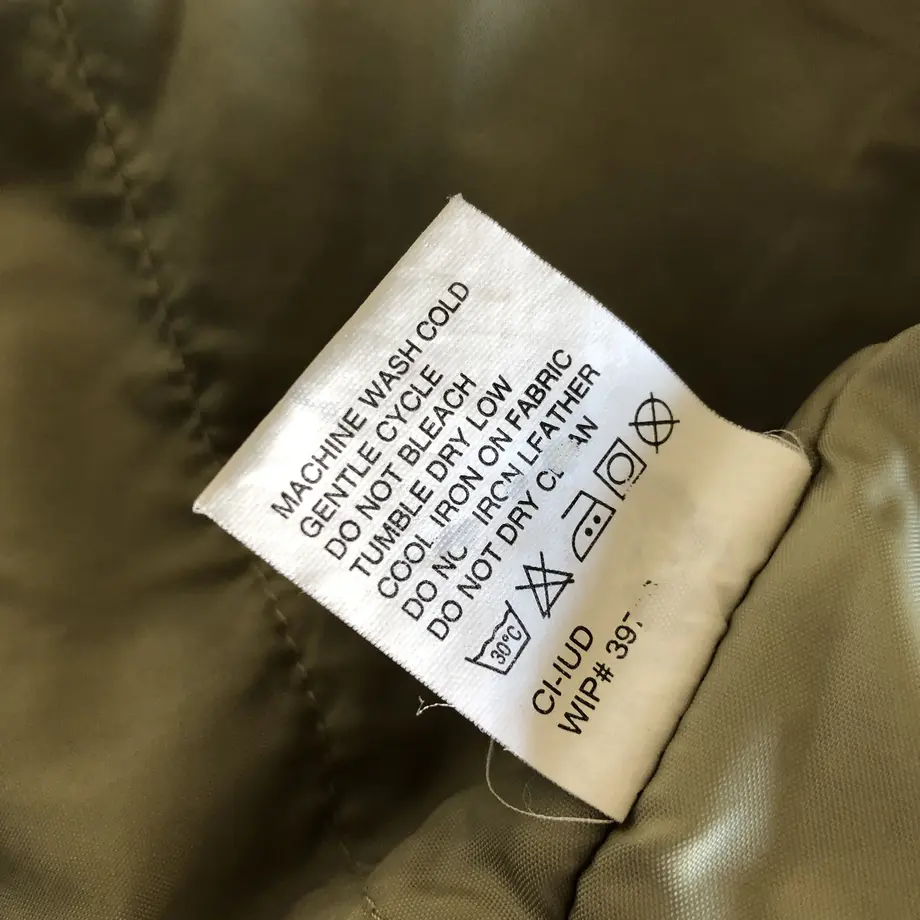 MACHINE WASH COLD
GENTLE CYCLE
DO NOT BLEACH
TUMBLE DRY LOW
COOL IRON ON FABRIC
DO IRON LEATHER
DO NOT DRY
30°C
CI-IUD
WIP#